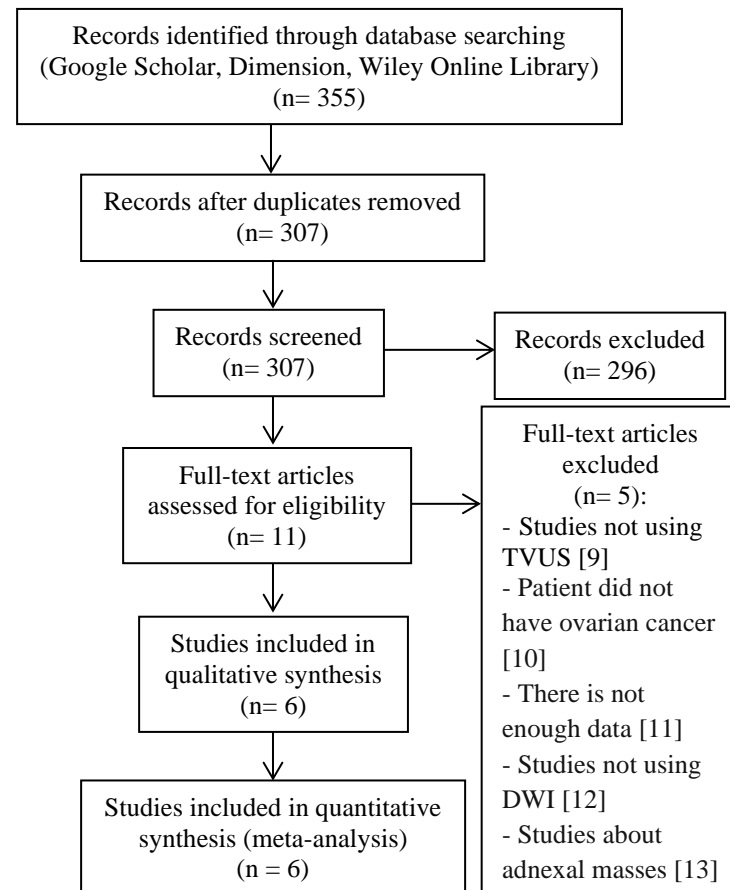 Records identified through database searching
(Google Scholar, Dimension, Wiley Online Library)
(n= 355)
Records after duplicates removed
(n= 307)
Records screened
(n= 307)
Records excluded
(n= 296)
Full-text articles
assessed for eligibility
(n= 11)
Full-text articles
excluded
(n= 5):
- Studies not using
TVUS [9]
- Patient did not
have ovarian cancer
[10]
- There is not
enough data [11]
- Studies not using
DWI [12]
- Studies about
adnexal masses [13]
Studies included in
qualitative synthesis
(n= 6)
Studies included in quantitative
synthesis (meta-analysis)
(n = 6)